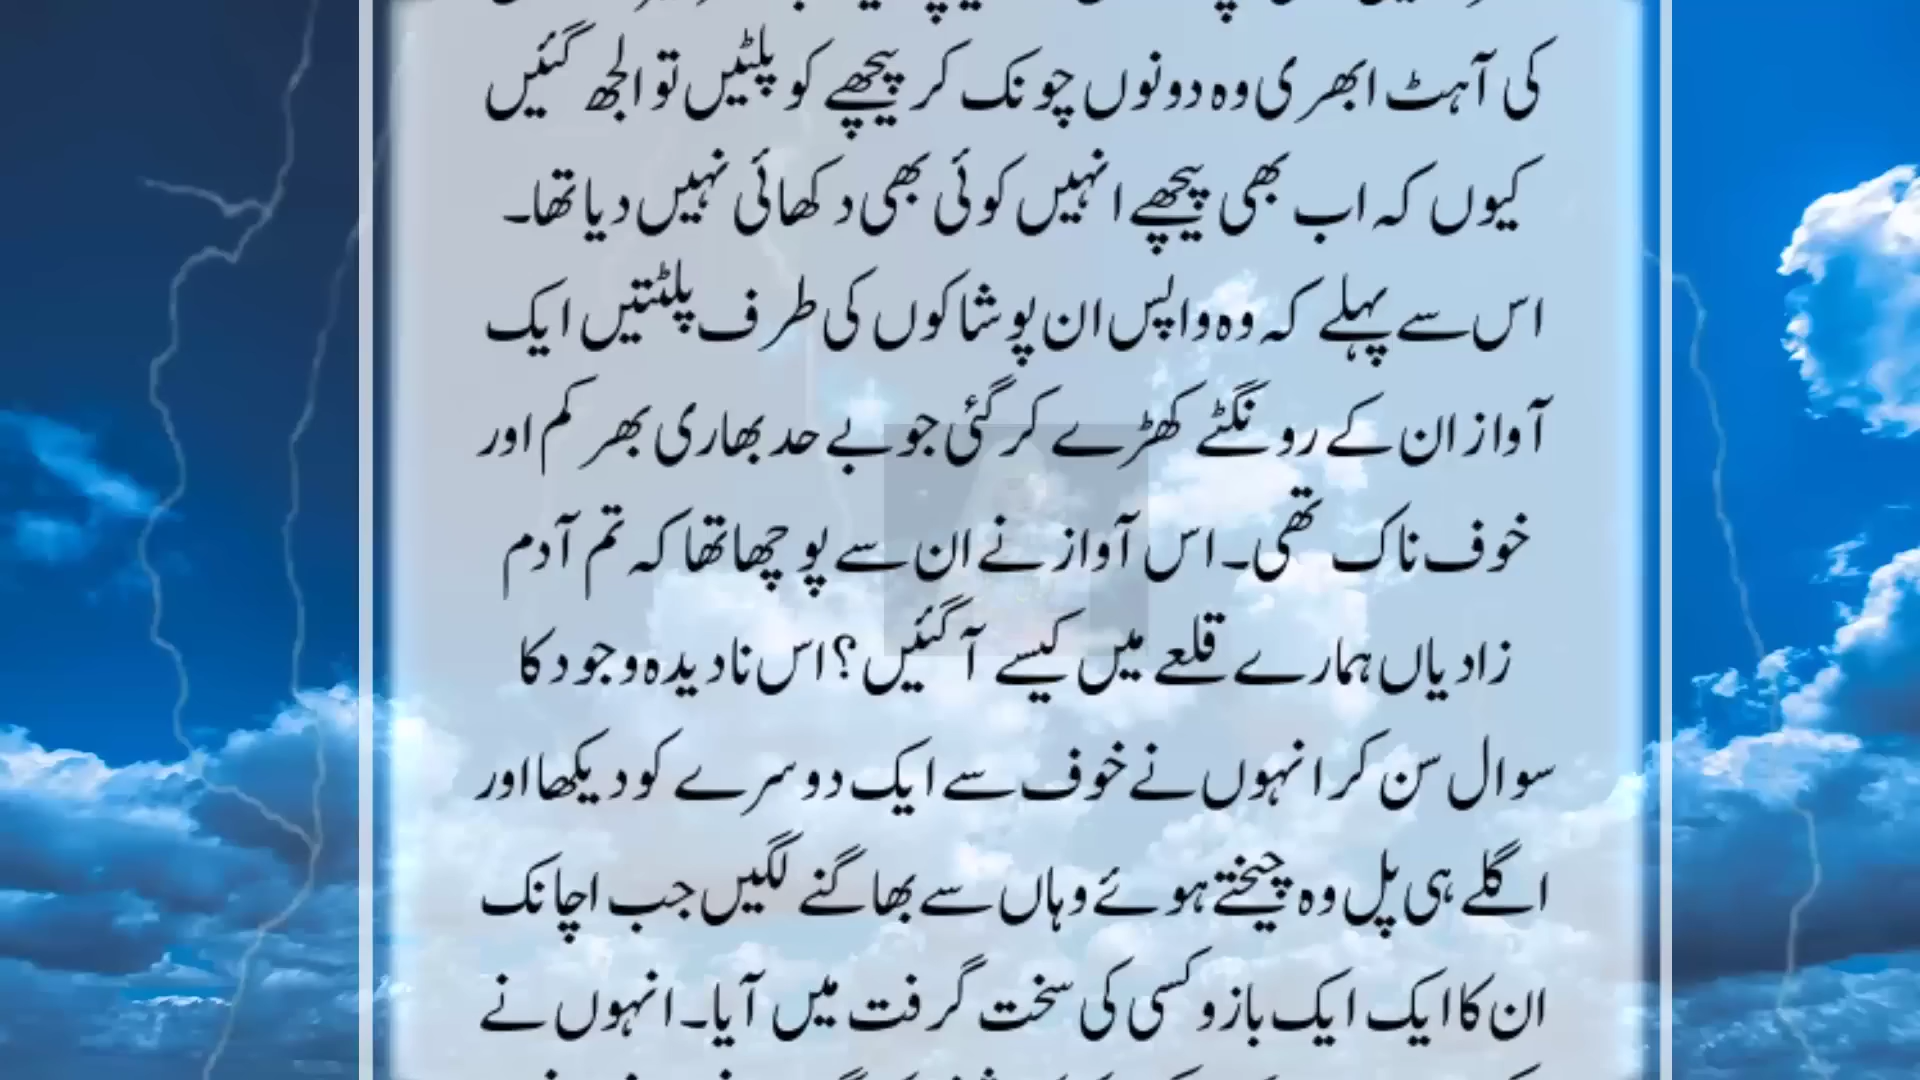 کی آہٹ ابھری وہ دونوں چونک کر پیچھے کو پلٹیں تو الجھ گئیں
کیوں کہ اب بھی پیچھے انہیں کوئی بھی دکھائی نہیں دیا تھا۔
اس سے پہلے کہ وہ واپس ان پوشاکوں کی طرف پلٹتیں ایک
آواز ان کے رونگٹے کھڑے کر گئی جو بے حد بھاری بھر کم اور
خوف ناک تھی۔ اس آواز نے ان سے پوچھا تھا کہ تم آدم
زادیاں ہمارے قلعے میں کیسے آ گئیں؟ اس نادیدہ وجود کا
سوال سن کر انہوں نے خوف سے ایک دوسرے کو دیکھا اور
اگلے ہی پل وہ چیختے ہوئے وہاں سے بھاگنے لگیں جب اچانک
ان کا ایک ایک بازو کسی کی سخت گرفت میں آیا۔ انہوں نے